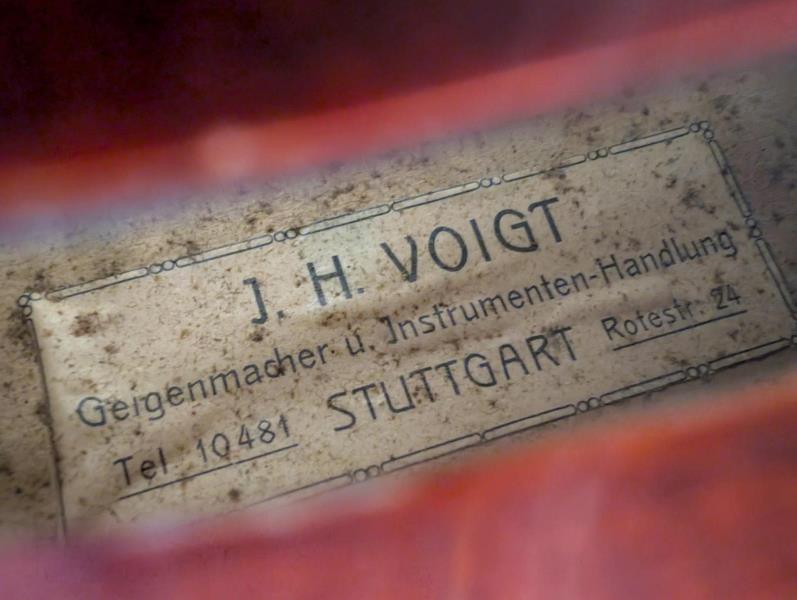 J. H. VOIGT
Geigenmacher u. Instrumenten-Handlung
Tel 10481 STUTTGART Rotestr. 24